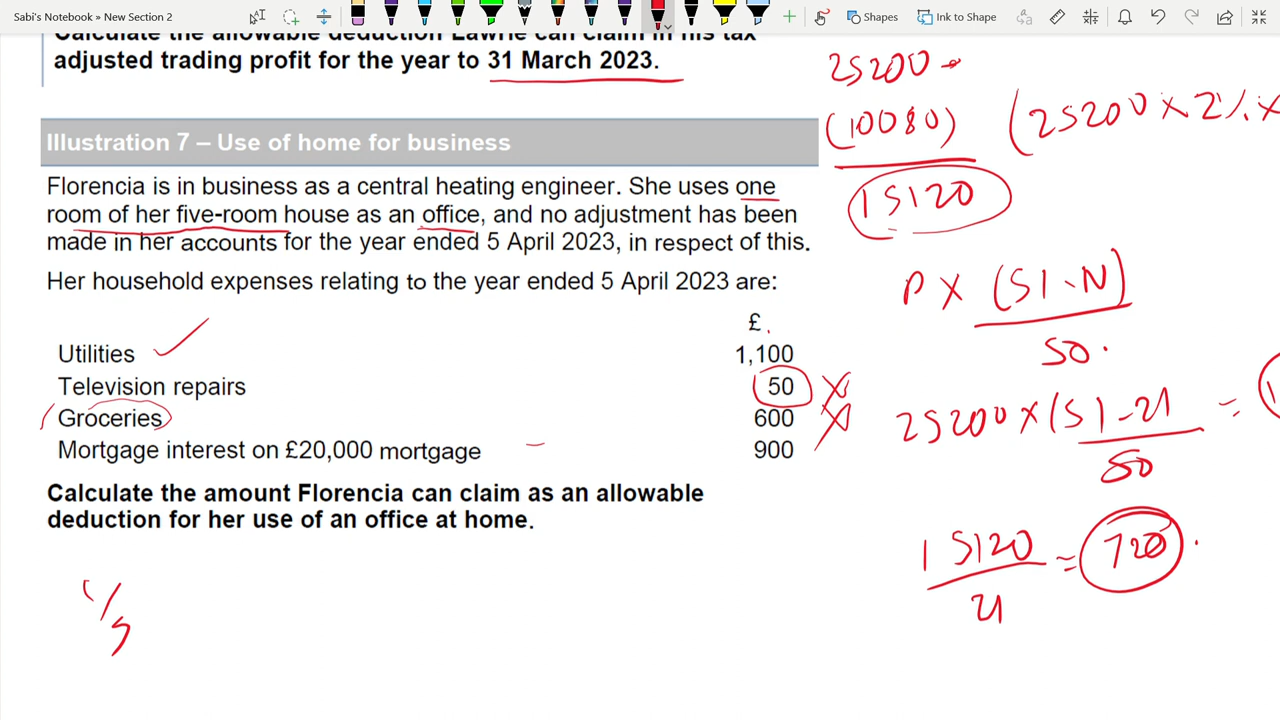 Sabi's Notebook » New Section 2
Shapes
Ink to Shape
Calculate the allowable deduction Lawrie can claim in his tax
adjusted trading profit for the year to 31 March 2023.
Illustration 7 – Use of home for business
Florencia is in business as a central heating engineer. She uses one
room of her five-room house as an office, and no adjustment has been
made in her accounts for the year ended 5 April 2023, in respect of this.
Her household expenses relating to the year ended 5 April 2023 are:
£
Utilities 1,100
Television repairs 50
Groceries 600
Mortgage interest on £20,000 mortgage 900
Calculate the amount Florencia can claim as an allowable
deduction for her use of an office at home.
1/5
25200
(10080) (25200 x 2% x
15120
P x (51-N)
50
25200 x (51-21 =
50
15120 = 720
21